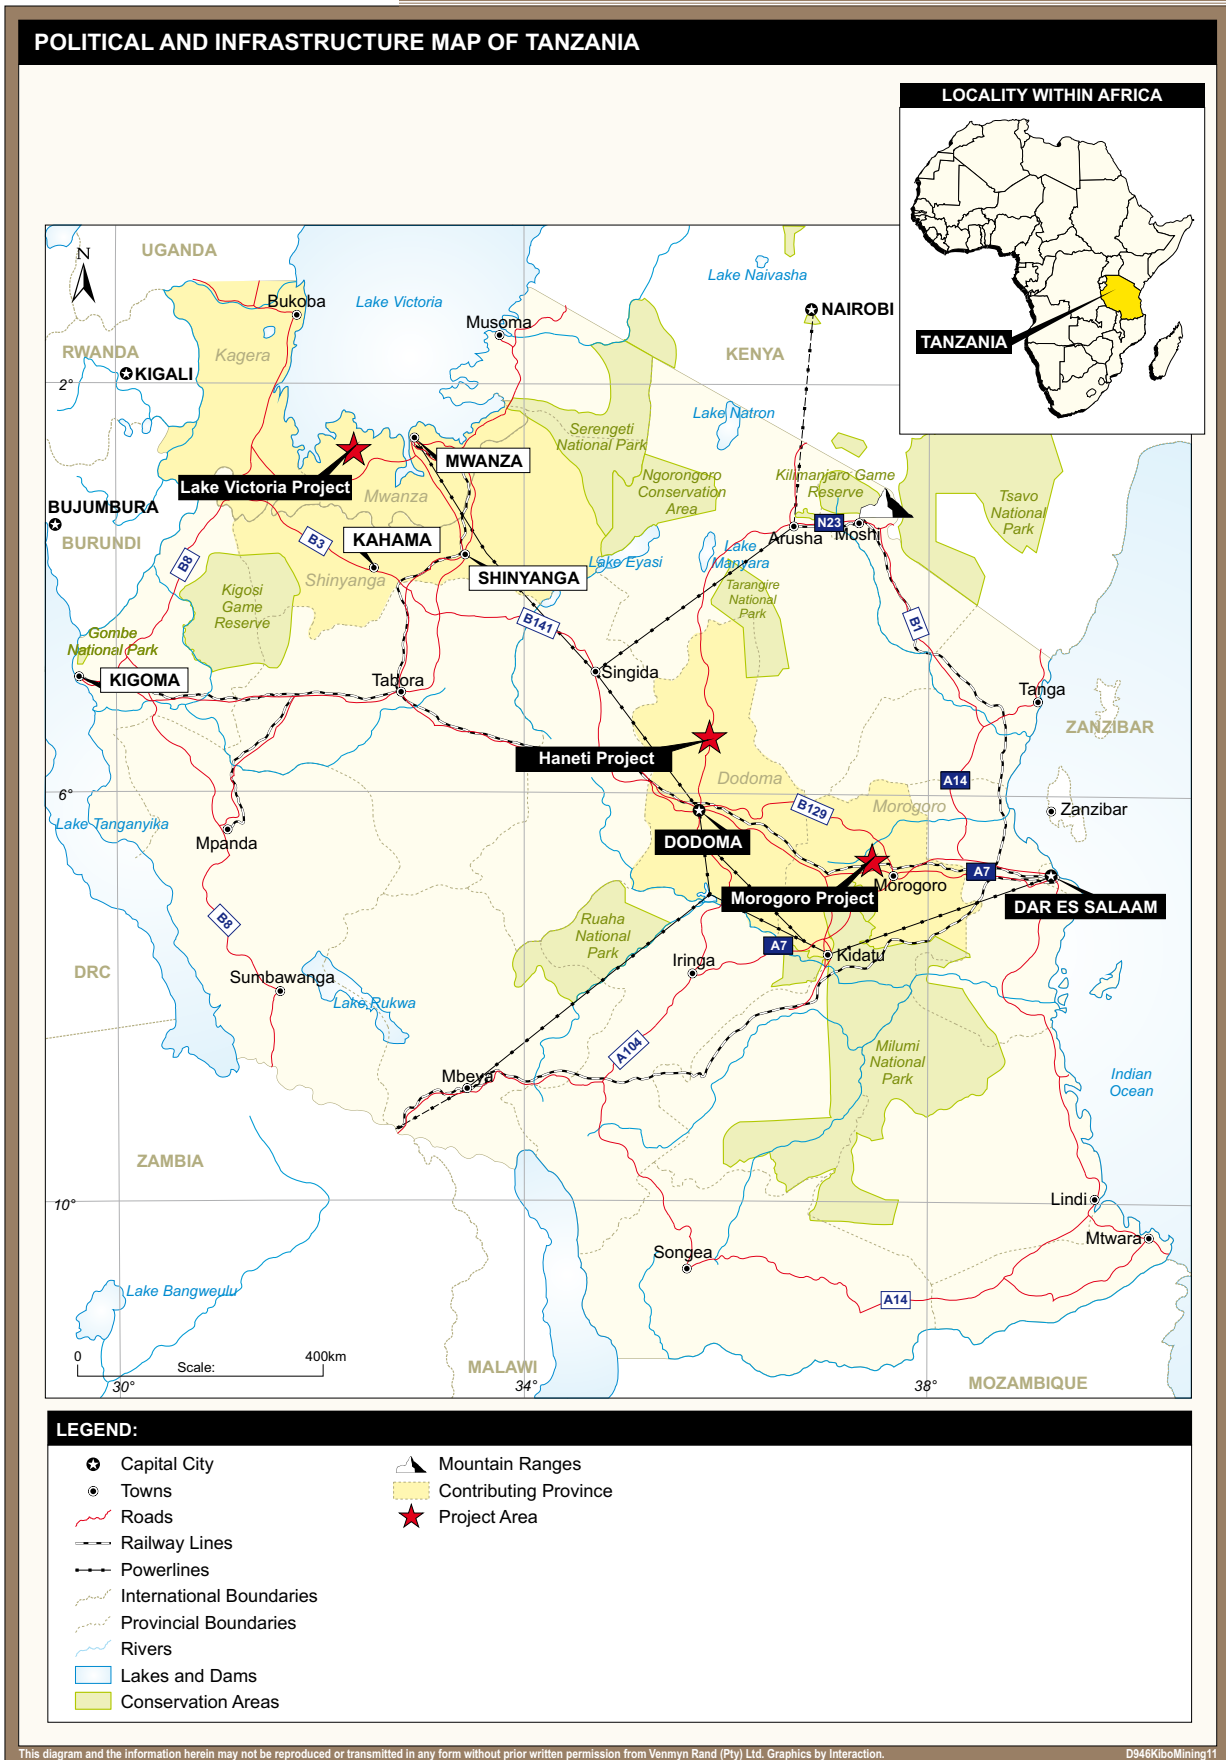 POLITICAL AND INFRASTRUCTURE MAP OF TANZANIA
LOCALITY WITHIN AFRICA
TANZANIA
N
UGANDA
Bukoba
Lake Victoria
Musoma
Lake Naivasha
NAIROBI
RWANDA
KIGALI
Kagera
KENYA
2°
Lake Natron
Serengeti
National Park
MWANZA
Lake Victoria Project
Mwanza
Ngorongoro
Conservation
Area
Kilimanjaro Game
Reserve
Tsavo
National
Park
BUJUMBURA
BURUNDI
B3
KAHAMA
N23
Arusha
Moshi
B8
Shinyanga
SHINYANGA
Lake Eyasi
Lake
Manyara
Tarangire
National
Park
Kigosi
Game
Reserve
B141
B1
Gombe
National Park
KIGOMA
Tabora
Singida
Tanga
ZANZIBAR
Haneti Project
Dodoma
A14
6°
Morogoro
B129
Zanzibar
Lake Tanganyika
Mpanda
DODOMA
A7
Morogoro
Morogoro Project
DAR ES SALAAM
B8
Ruaha
National
Park
A7
Kidatu
Iringa
DRC
Sumbawanga
Lake Rukwa
A104
Milumi
National
Park
Mbeya
Indian
Ocean
ZAMBIA
10°
Lindi
Mtwara
Songea
Lake Bangweulu
A14
0
400km
Scale:
MALAWI
MOZAMBIQUE
30°
34°
38°
LEGEND:
Capital City
Towns
Roads
Railway Lines
Powerlines
International Boundaries
Provincial Boundaries
Rivers
Lakes and Dams
Conservation Areas
Mountain Ranges
Contributing Province
Project Area
This diagram and the information herein may not be reproduced or transmitted in any form without prior written permission from Venmyn Rand (Pty) Ltd. Graphics by Interaction.